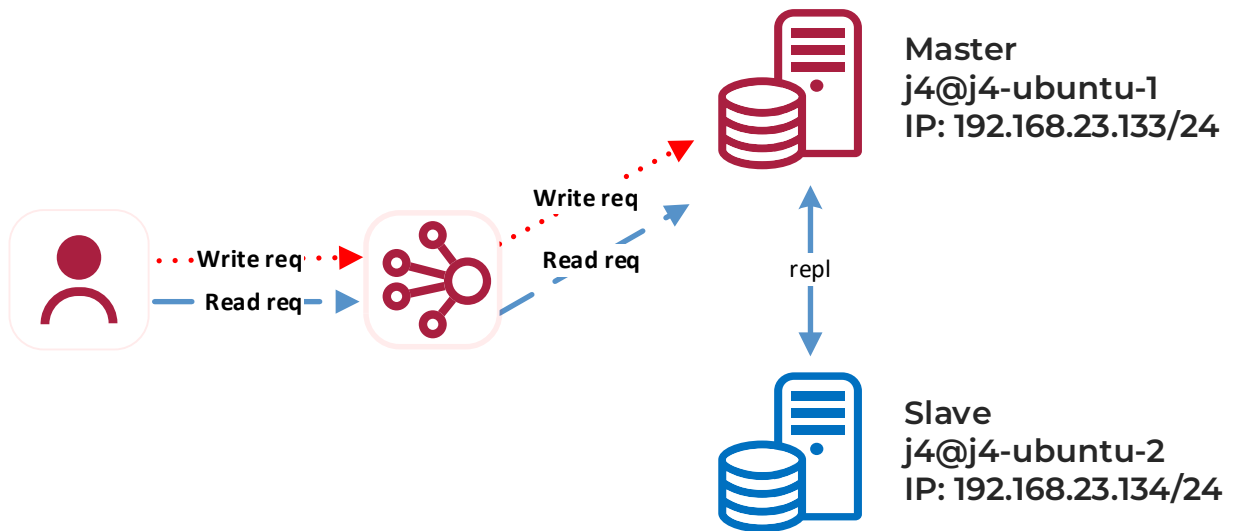 Master
j4@j4-ubuntu-1
IP: 192.168.23.133/24
Write req
Read req
Write req
Read req
repl
Slave
j4@j4-ubuntu-2
IP: 192.168.23.134/24